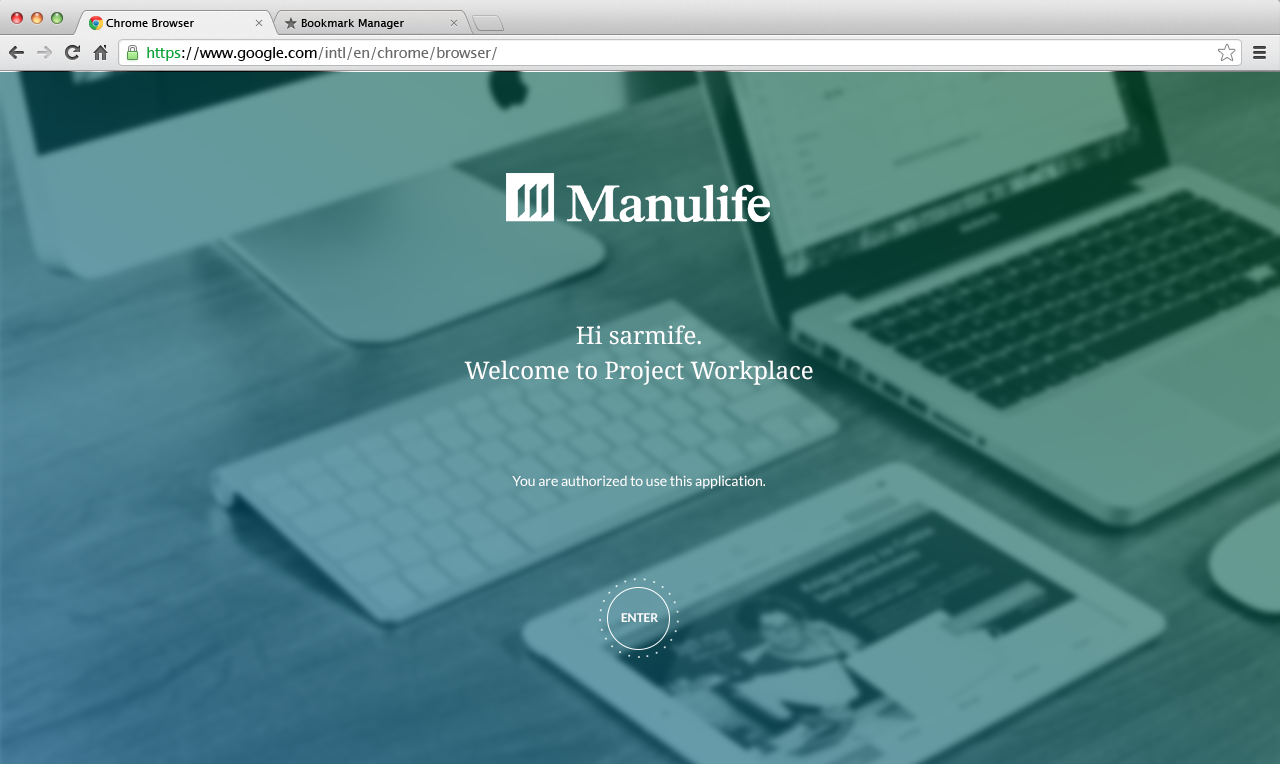 Chrome Browser
Bookmark Manager
https://www.google.com/intl/en/chrome/browser/
Manulife
Hi sarmife.
Welcome to Project Workplace
You are authorized to use this application.
ENTER